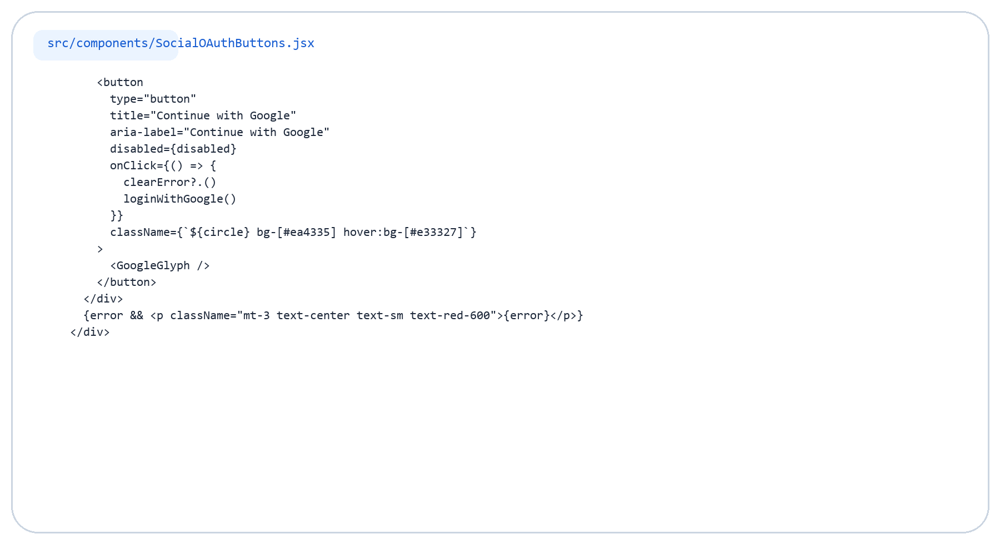 src/components/SocialOAuthButtons.jsx
<button
type="button"
title="Continue with Google"
aria-label="Continue with Google"
disabled={disabled}
onClick={() => {
clearError?.()
loginWithGoogle()
}}
className={`${circle} bg-[#ea4335] hover:bg-[#e33327]`}
>
<GoogleGlyph />
</button>
</div>
{error && <p className="mt-3 text-center text-sm text-red-600">{error}</p>}
</div>